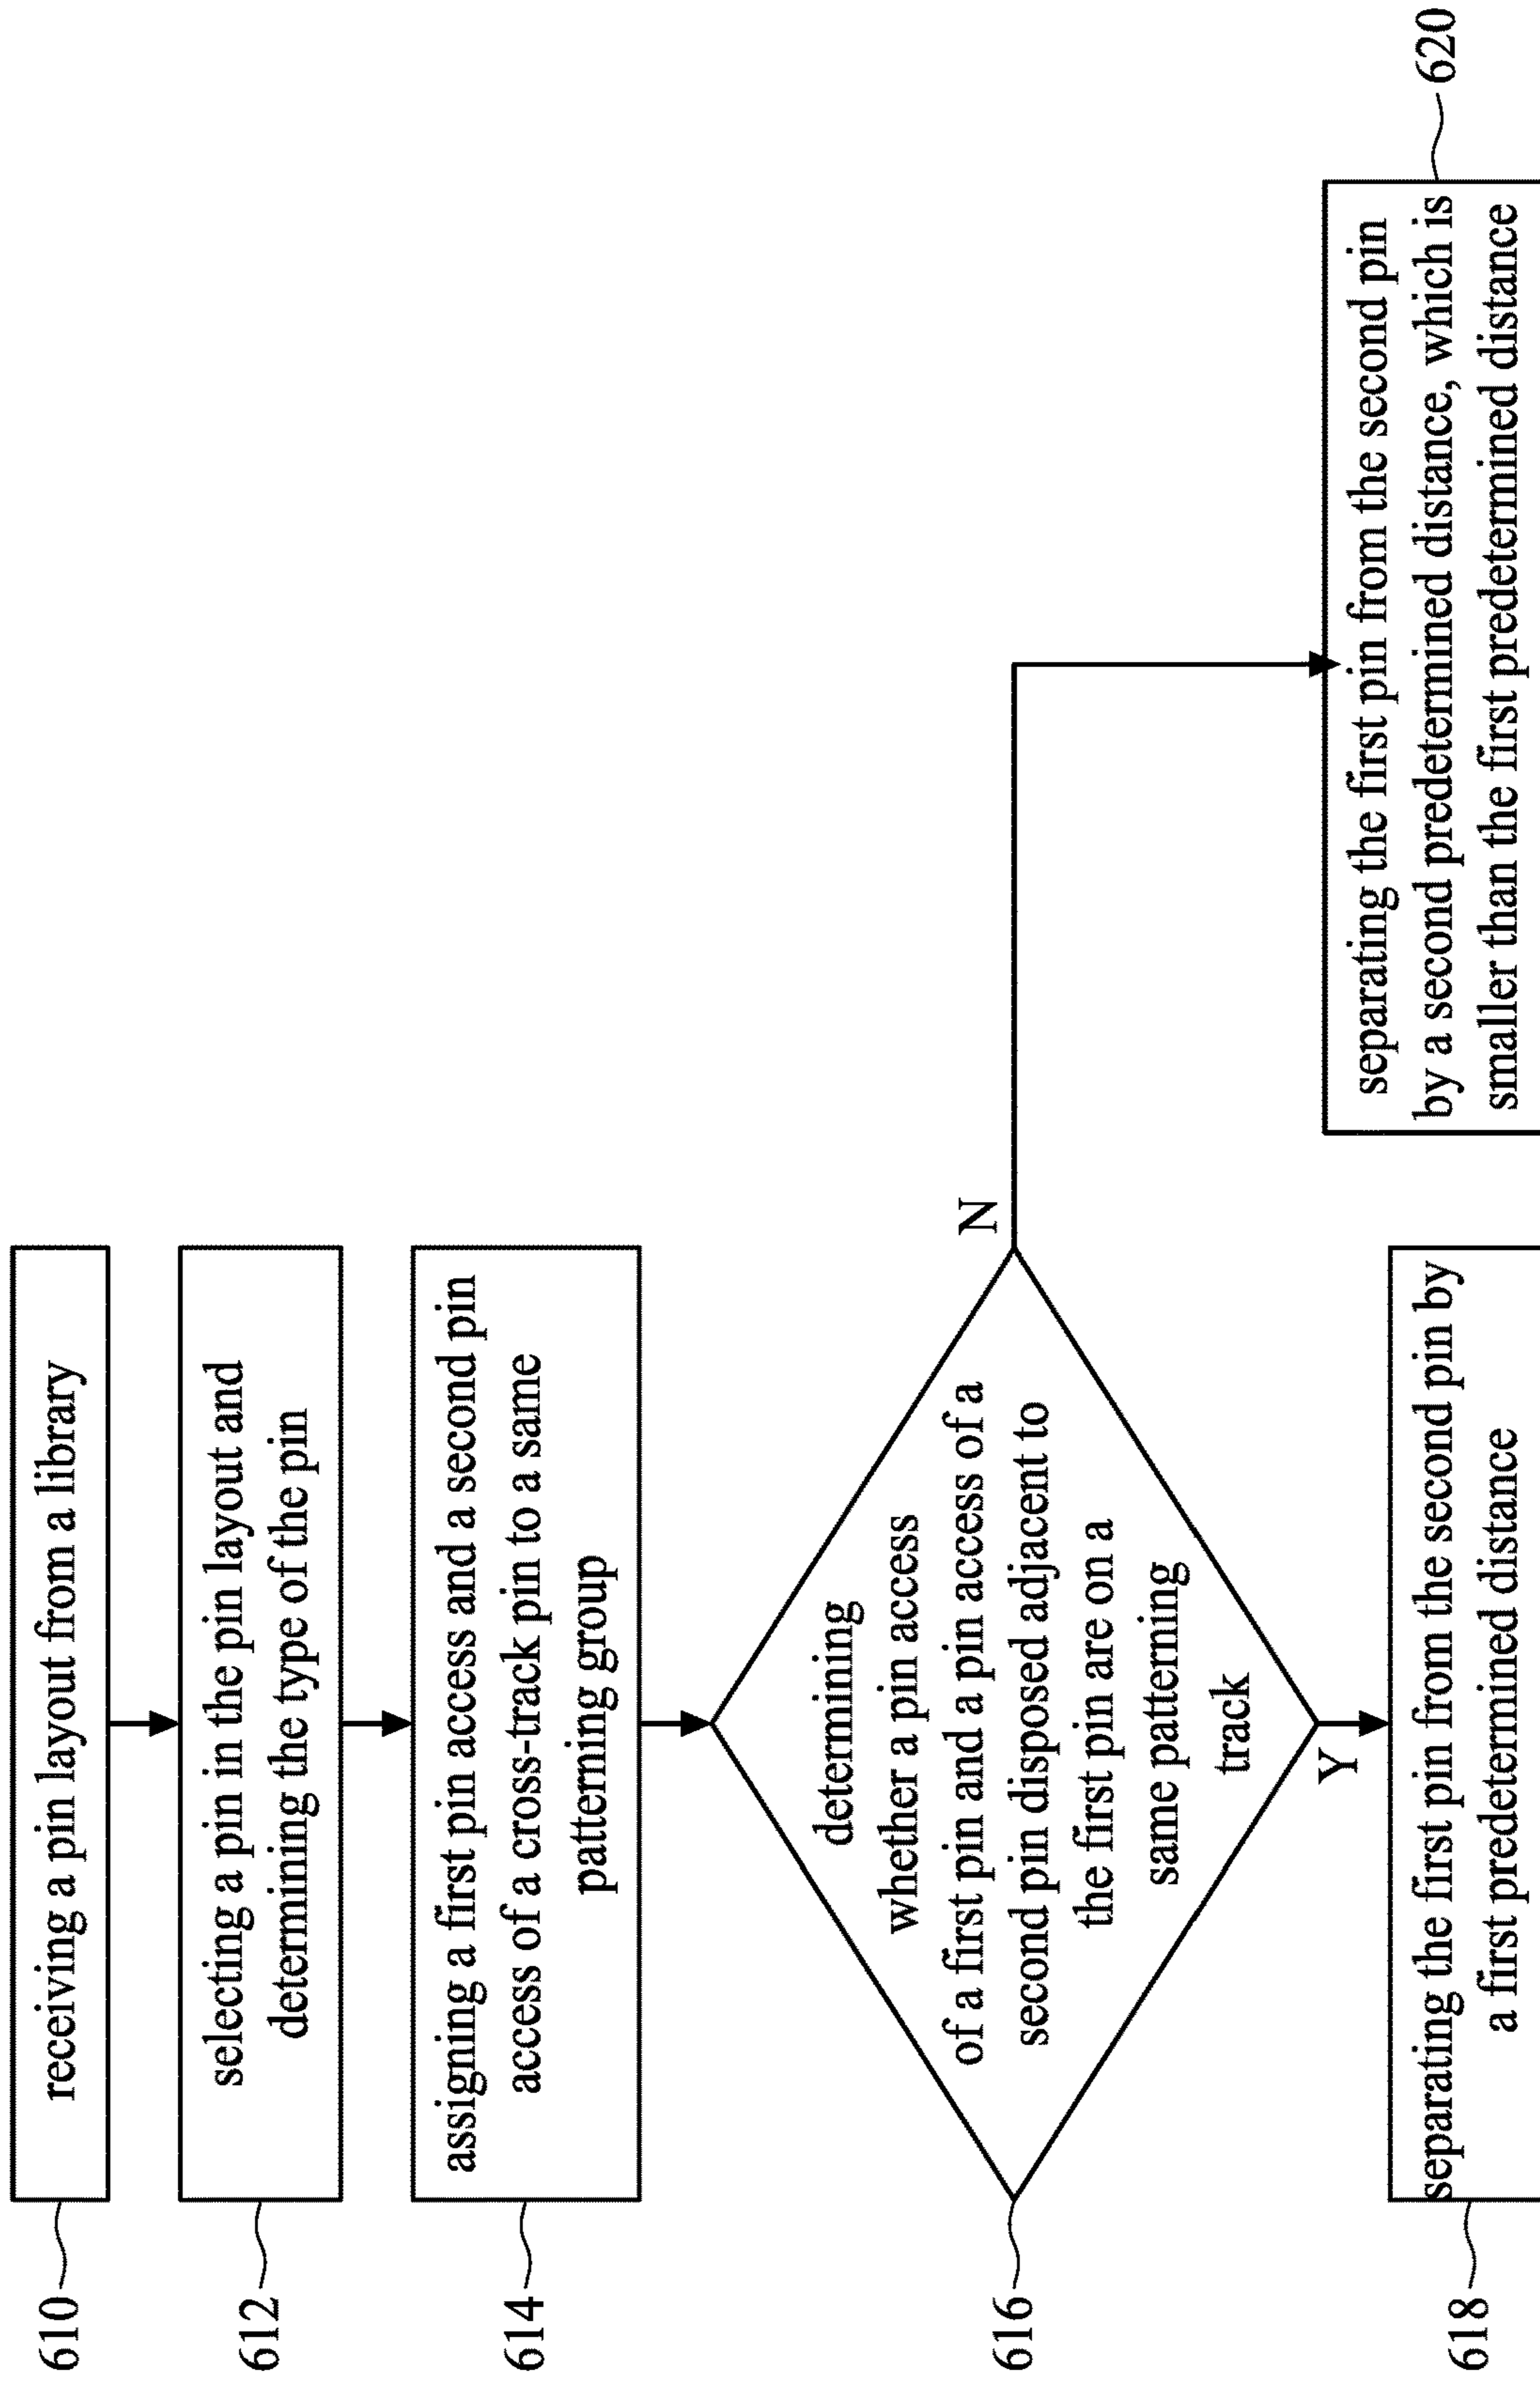 610
receiving a pin layout from a library
612
selecting a pin in the pin layout and
determining the type of the pin
614
assigning a first pin access and a second pin
access of a cross-track pin to a same
patterning group
616
determining
whether a pin access
of a first pin and a pin access of a
second pin disposed adjacent to
the first pin are on a
same patterning
track
N
Y
618
separating the first pin from the second pin by
a first predetermined distance
620
separating the first pin from the second pin
by a second predetermined distance, which is
smaller than the first predetermined distance